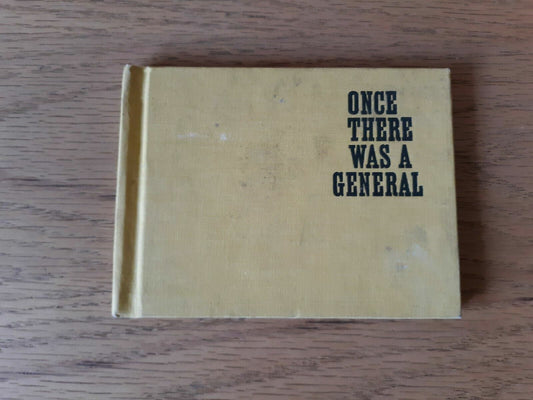 ONCE
THERE
WAS A
GENERAL